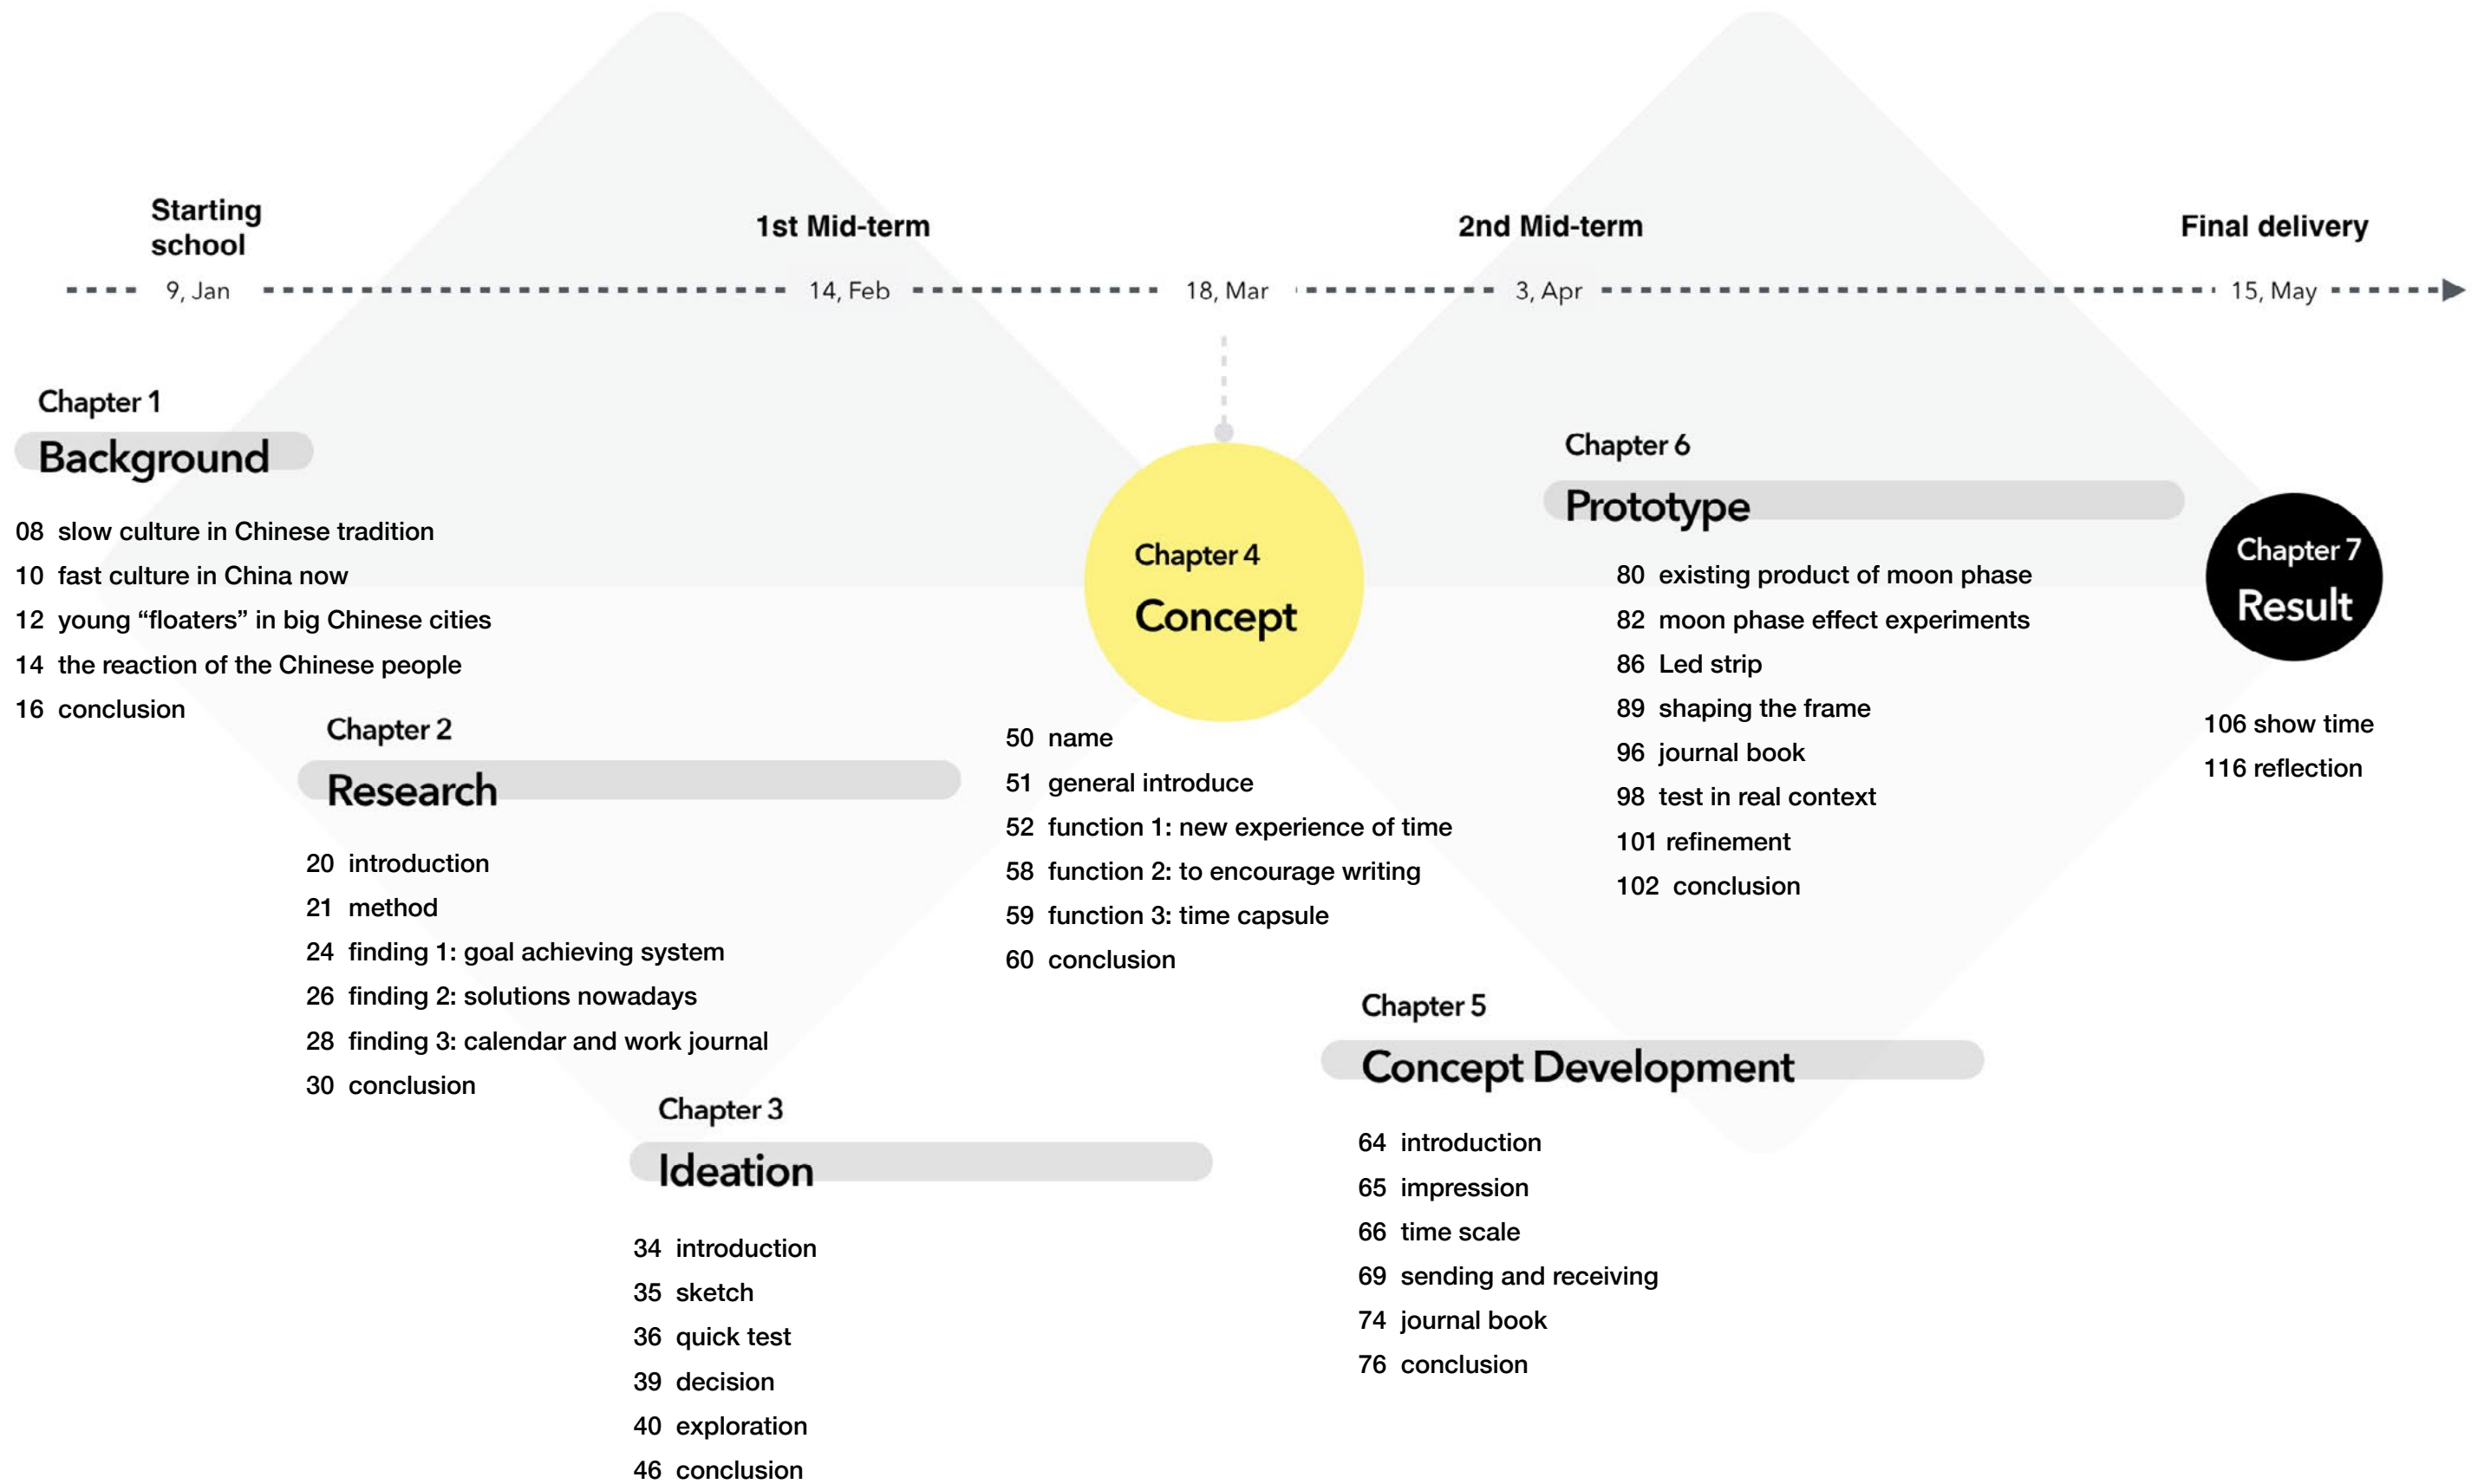 Starting
school
1st Mid-term
2nd Mid-term
Final delivery
9, Jan
14, Feb
18, Mar
3, Apr
15, May
Chapter 1
Background
08 slow culture in Chinese tradition
10 fast culture in China now
12 young “floaters” in big Chinese cities
14 the reaction of the Chinese people
16 conclusion
Chapter 2
Research
20 introduction
21 method
24 finding 1: goal achieving system
26 finding 2: solutions nowadays
28 finding 3: calendar and work journal
30 conclusion
Chapter 3
Ideation
34 introduction
35 sketch
36 quick test
39 decision
40 exploration
46 conclusion
Chapter 4
Concept
50 name
51 general introduce
52 function 1: new experience of time
58 function 2: to encourage writing
59 function 3: time capsule
60 conclusion
Chapter 5
Concept Development
64 introduction
65 impression
66 time scale
69 sending and receiving
74 journal book
76 conclusion
Chapter 6
Prototype
80 existing product of moon phase
82 moon phase effect experiments
86 Led strip
89 shaping the frame
96 journal book
98 test in real context
101 refinement
102 conclusion
Chapter 7
Result
106 show time
116 reflection